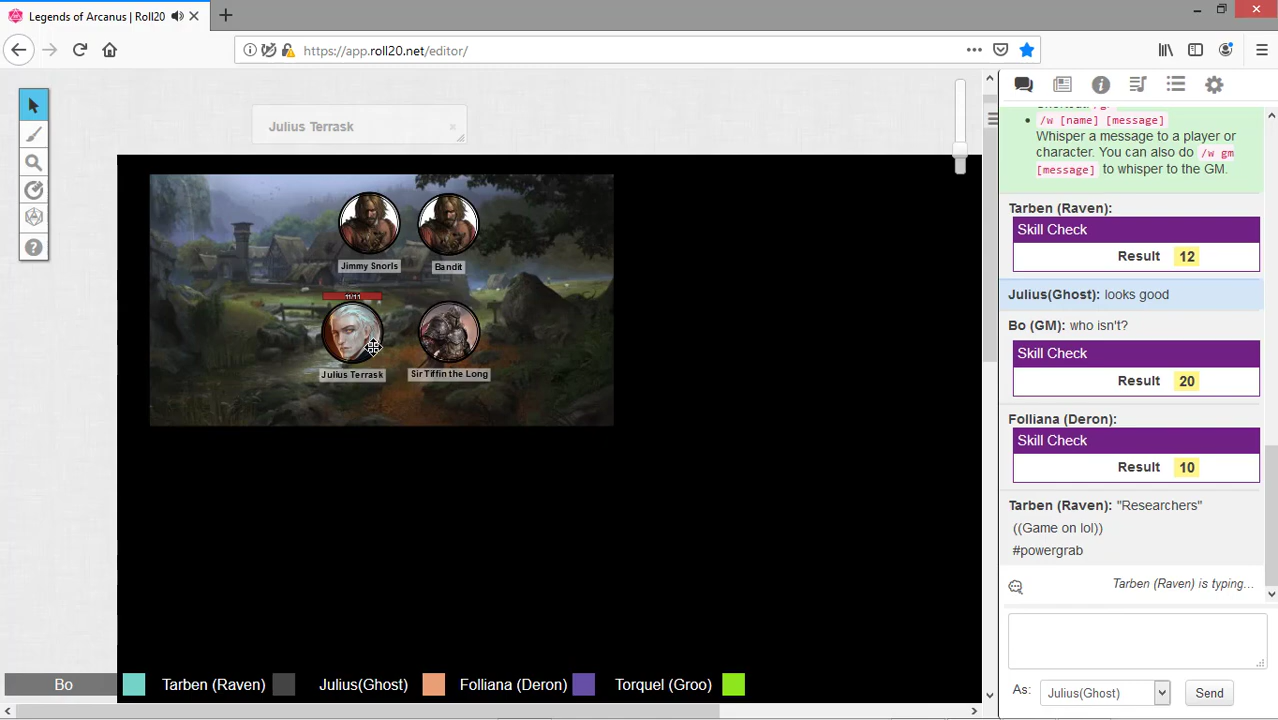 Legends of Arcanus | Roll20
https://app.roll20.net/editor/
Julius Terrask
Jimmy Snorls
Bandit
11/11
Julius Terrask
Sir Tiffin the Long
/w [name] [message]
Whisper a message to a player or
character. You can also do /w gm
[message] to whisper to the GM.
Tarben (Raven):
Skill Check
Result 12
Julius(Ghost): looks good
Bo (GM): who isn't?
Skill Check
Result 20
Folliana (Deron):
Skill Check
Result 10
Tarben (Raven): "Researchers"
((Game on lol))
#powergrab
Tarben (Raven) is typing...
As: Julius(Ghost) Send
Bo
Tarben (Raven)
Julius(Ghost)
Folliana (Deron)
Torquel (Groo)